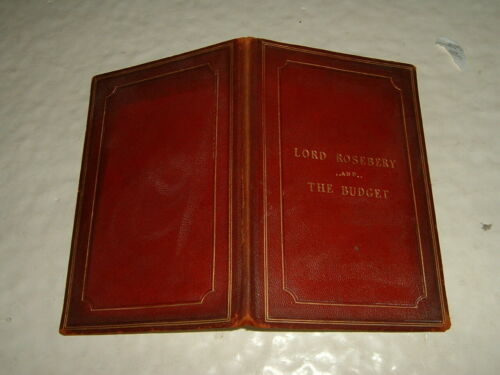 LORD ROSEBERY
..AND..
THE BUDGET